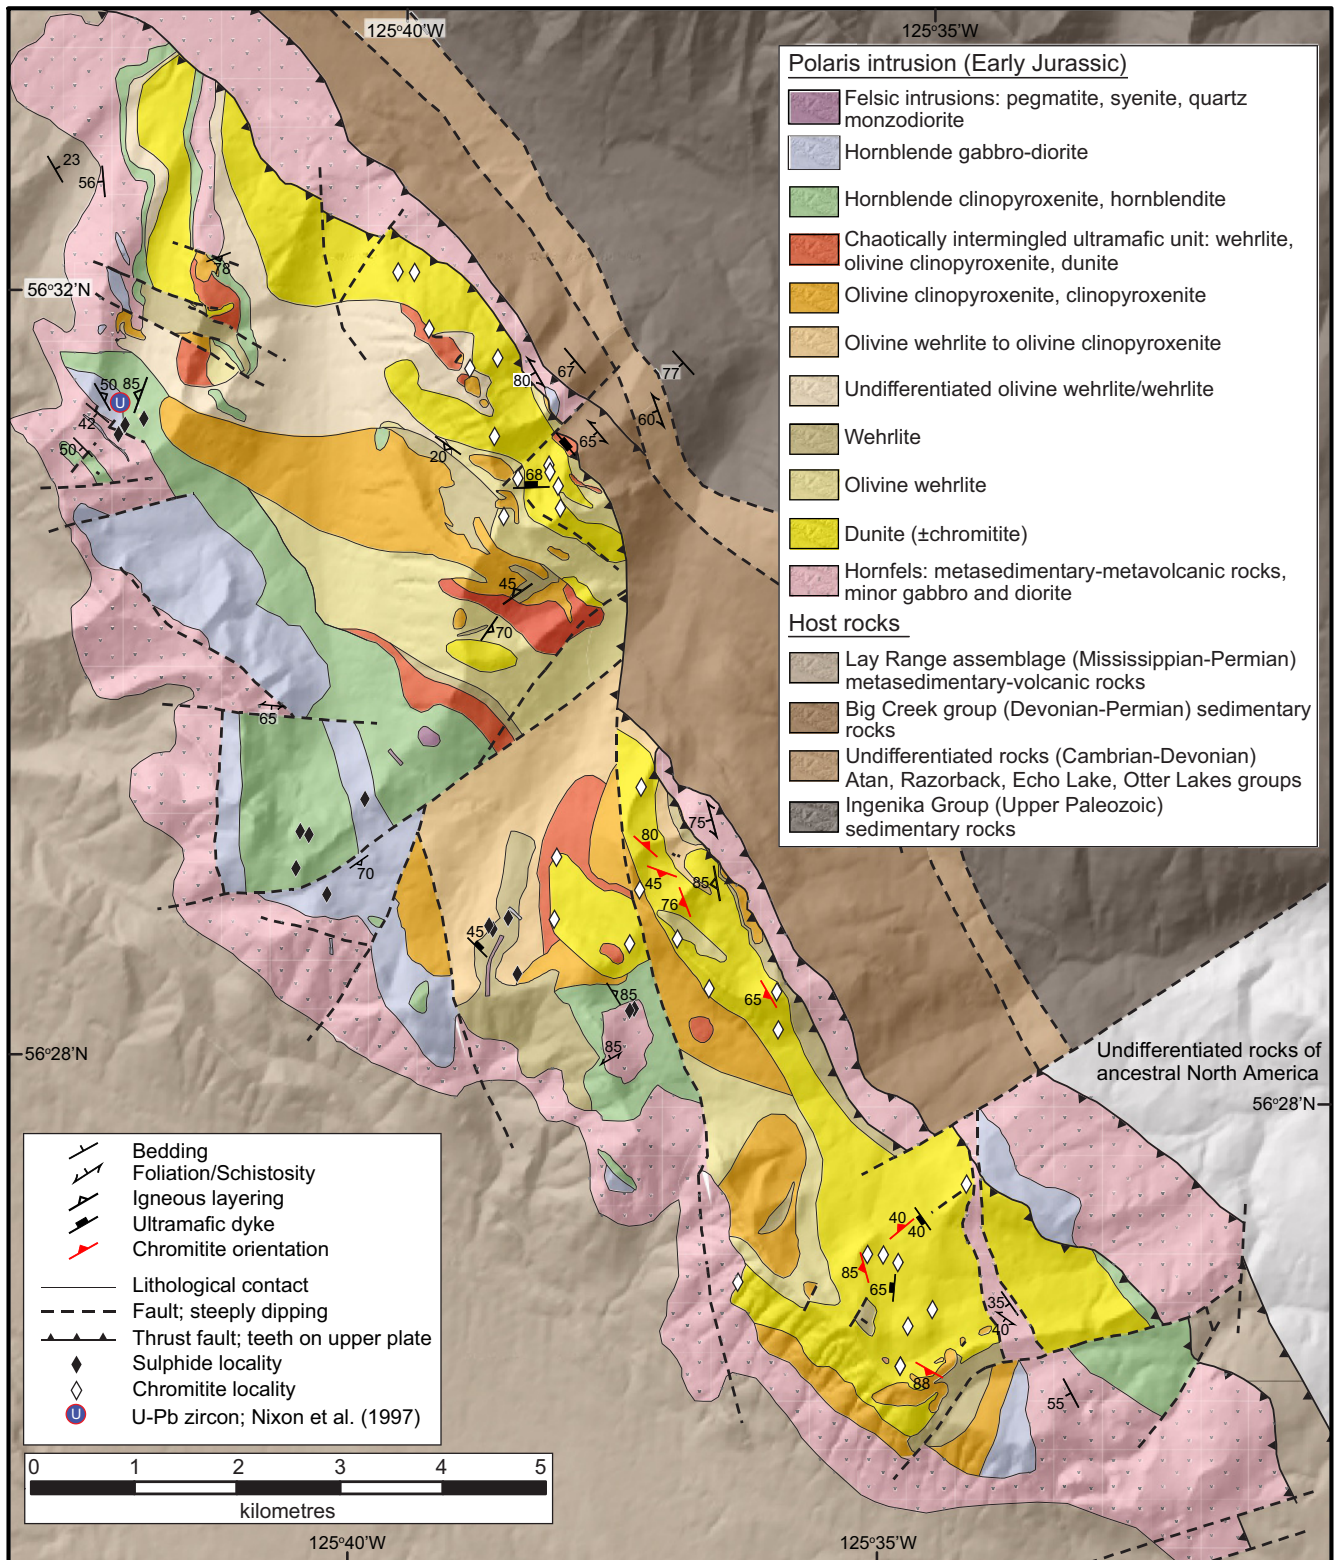 125°40'W
125°35'W
Polaris intrusion (Early Jurassic)
Felsic intrusions: pegmatite, syenite, quartz
monzodiorite
Hornblende gabbro-diorite
Hornblende clinopyroxenite, hornblendite
Chaotically intermingled ultramafic unit: wehrlite,
olivine clinopyroxenite, dunite
Olivine clinopyroxenite, clinopyroxenite
Olivine wehrlite to olivine clinopyroxenite
Undifferentiated olivine wehrlite/wehrlite
Wehrlite
Olivine wehrlite
Dunite (±chromitite)
Hornfels: metasedimentary-metavolcanic rocks,
minor gabbro and diorite
Host rocks
Lay Range assemblage (Mississippian-Permian)
metasedimentary-volcanic rocks
Big Creek group (Devonian-Permian) sedimentary
rocks
Undifferentiated rocks (Cambrian-Devonian)
Atan, Razorback, Echo Lake, Otter Lakes groups
Ingenika Group (Upper Paleozoic)
sedimentary rocks
23
56
78
56°32'N
67
77
80
50 85
U
42
60
65
50
20
68
45
70
65
75
80
70
45
85
76
45
85
65
85
56°28'N
Undifferentiated rocks of
ancestral North America
56°28'N
40
40
85
65
35
40
88
55
Bedding
Foliation/Schistosity
Igneous layering
Ultramafic dyke
Chromitite orientation
Lithological contact
Fault; steeply dipping
Thrust fault; teeth on upper plate
Sulphide locality
Chromitite locality
U U-Pb zircon; Nixon et al. (1997)
0 1 2 3 4 5
kilometres
125°40'W
125°35'W